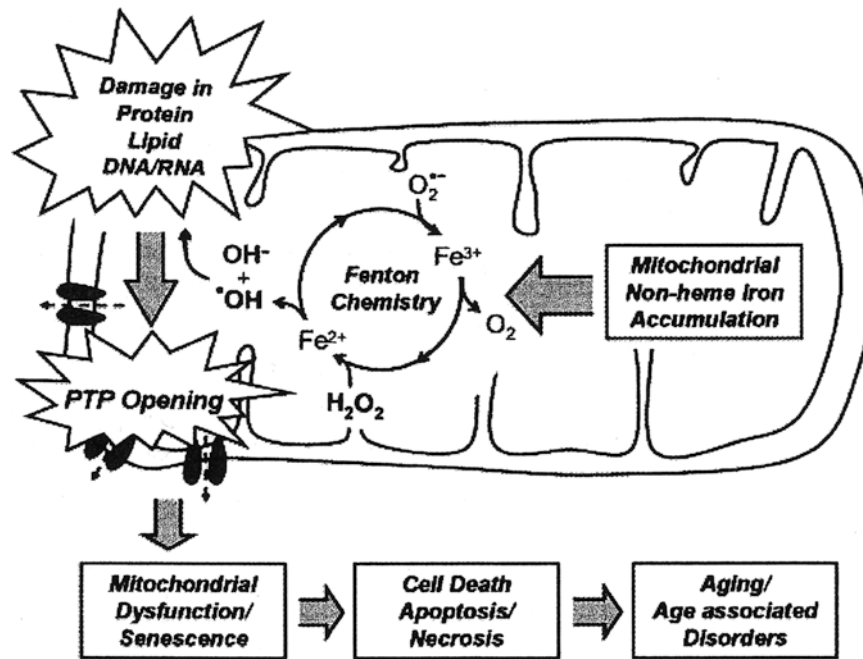 Damage in
Protein
Lipid
DNA/RNA
O₂•−
OH-
+
•OH
Fenton
Chemistry
Fe3+
Fe2+
O₂
H₂O₂
Mitochondrial
Non-heme Iron
Accumulation
PTP Opening
Mitochondrial
Dysfunction/
Senescence
Cell Death
Apoptosis/
Necrosis
Aging/
Age associated
Disorders